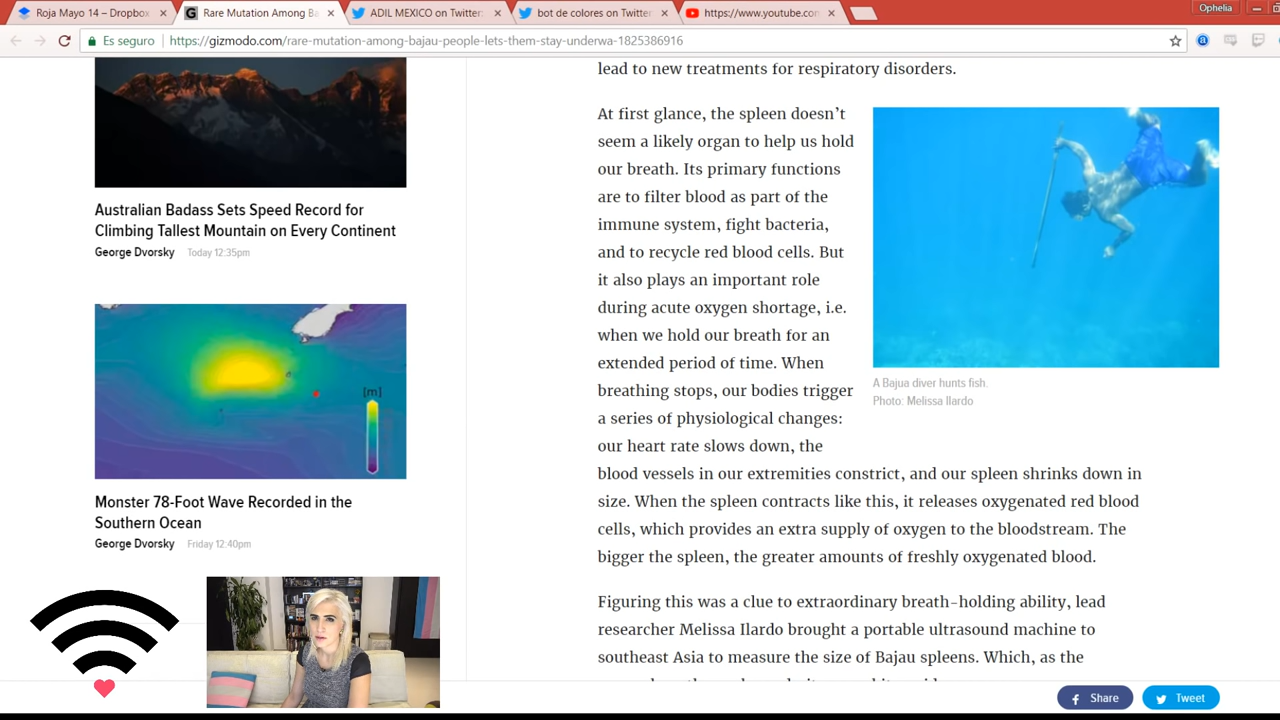 Roja Mayo 14 – Dropbox
Rare Mutation Among Ba
ADIL MEXICO on Twitter:
bot de colores on Twitter
https://www.youtube.con
Ophelia
Es seguro
https://gizmodo.com/rare-mutation-among-bajau-people-lets-them-stay-underwa-1825386916
Australian Badass Sets Speed Record for
Climbing Tallest Mountain on Every Continent
George Dvorsky Today 12:35pm
[m]
Monster 78-Foot Wave Recorded in the
Southern Ocean
George Dvorsky Friday 12:40pm
lead to new treatments for respiratory disorders.
At first glance, the spleen doesn’t
seem a likely organ to help us hold
our breath. Its primary functions
are to filter blood as part of the
immune system, fight bacteria,
and to recycle red blood cells. But
it also plays an important role
during acute oxygen shortage, i.e.
when we hold our breath for an
extended period of time. When
breathing stops, our bodies trigger
a series of physiological changes:
our heart rate slows down, the
blood vessels in our extremities constrict, and our spleen shrinks down in
size. When the spleen contracts like this, it releases oxygenated red blood
cells, which provides an extra supply of oxygen to the bloodstream. The
bigger the spleen, the greater amounts of freshly oxygenated blood.
A Bajua diver hunts fish.
Photo: Melissa Ilardo
Figuring this was a clue to extraordinary breath-holding ability, lead
researcher Melissa Ilardo brought a portable ultrasound machine to
southeast Asia to measure the size of Bajau spleens. Which, as the
Share
Tweet